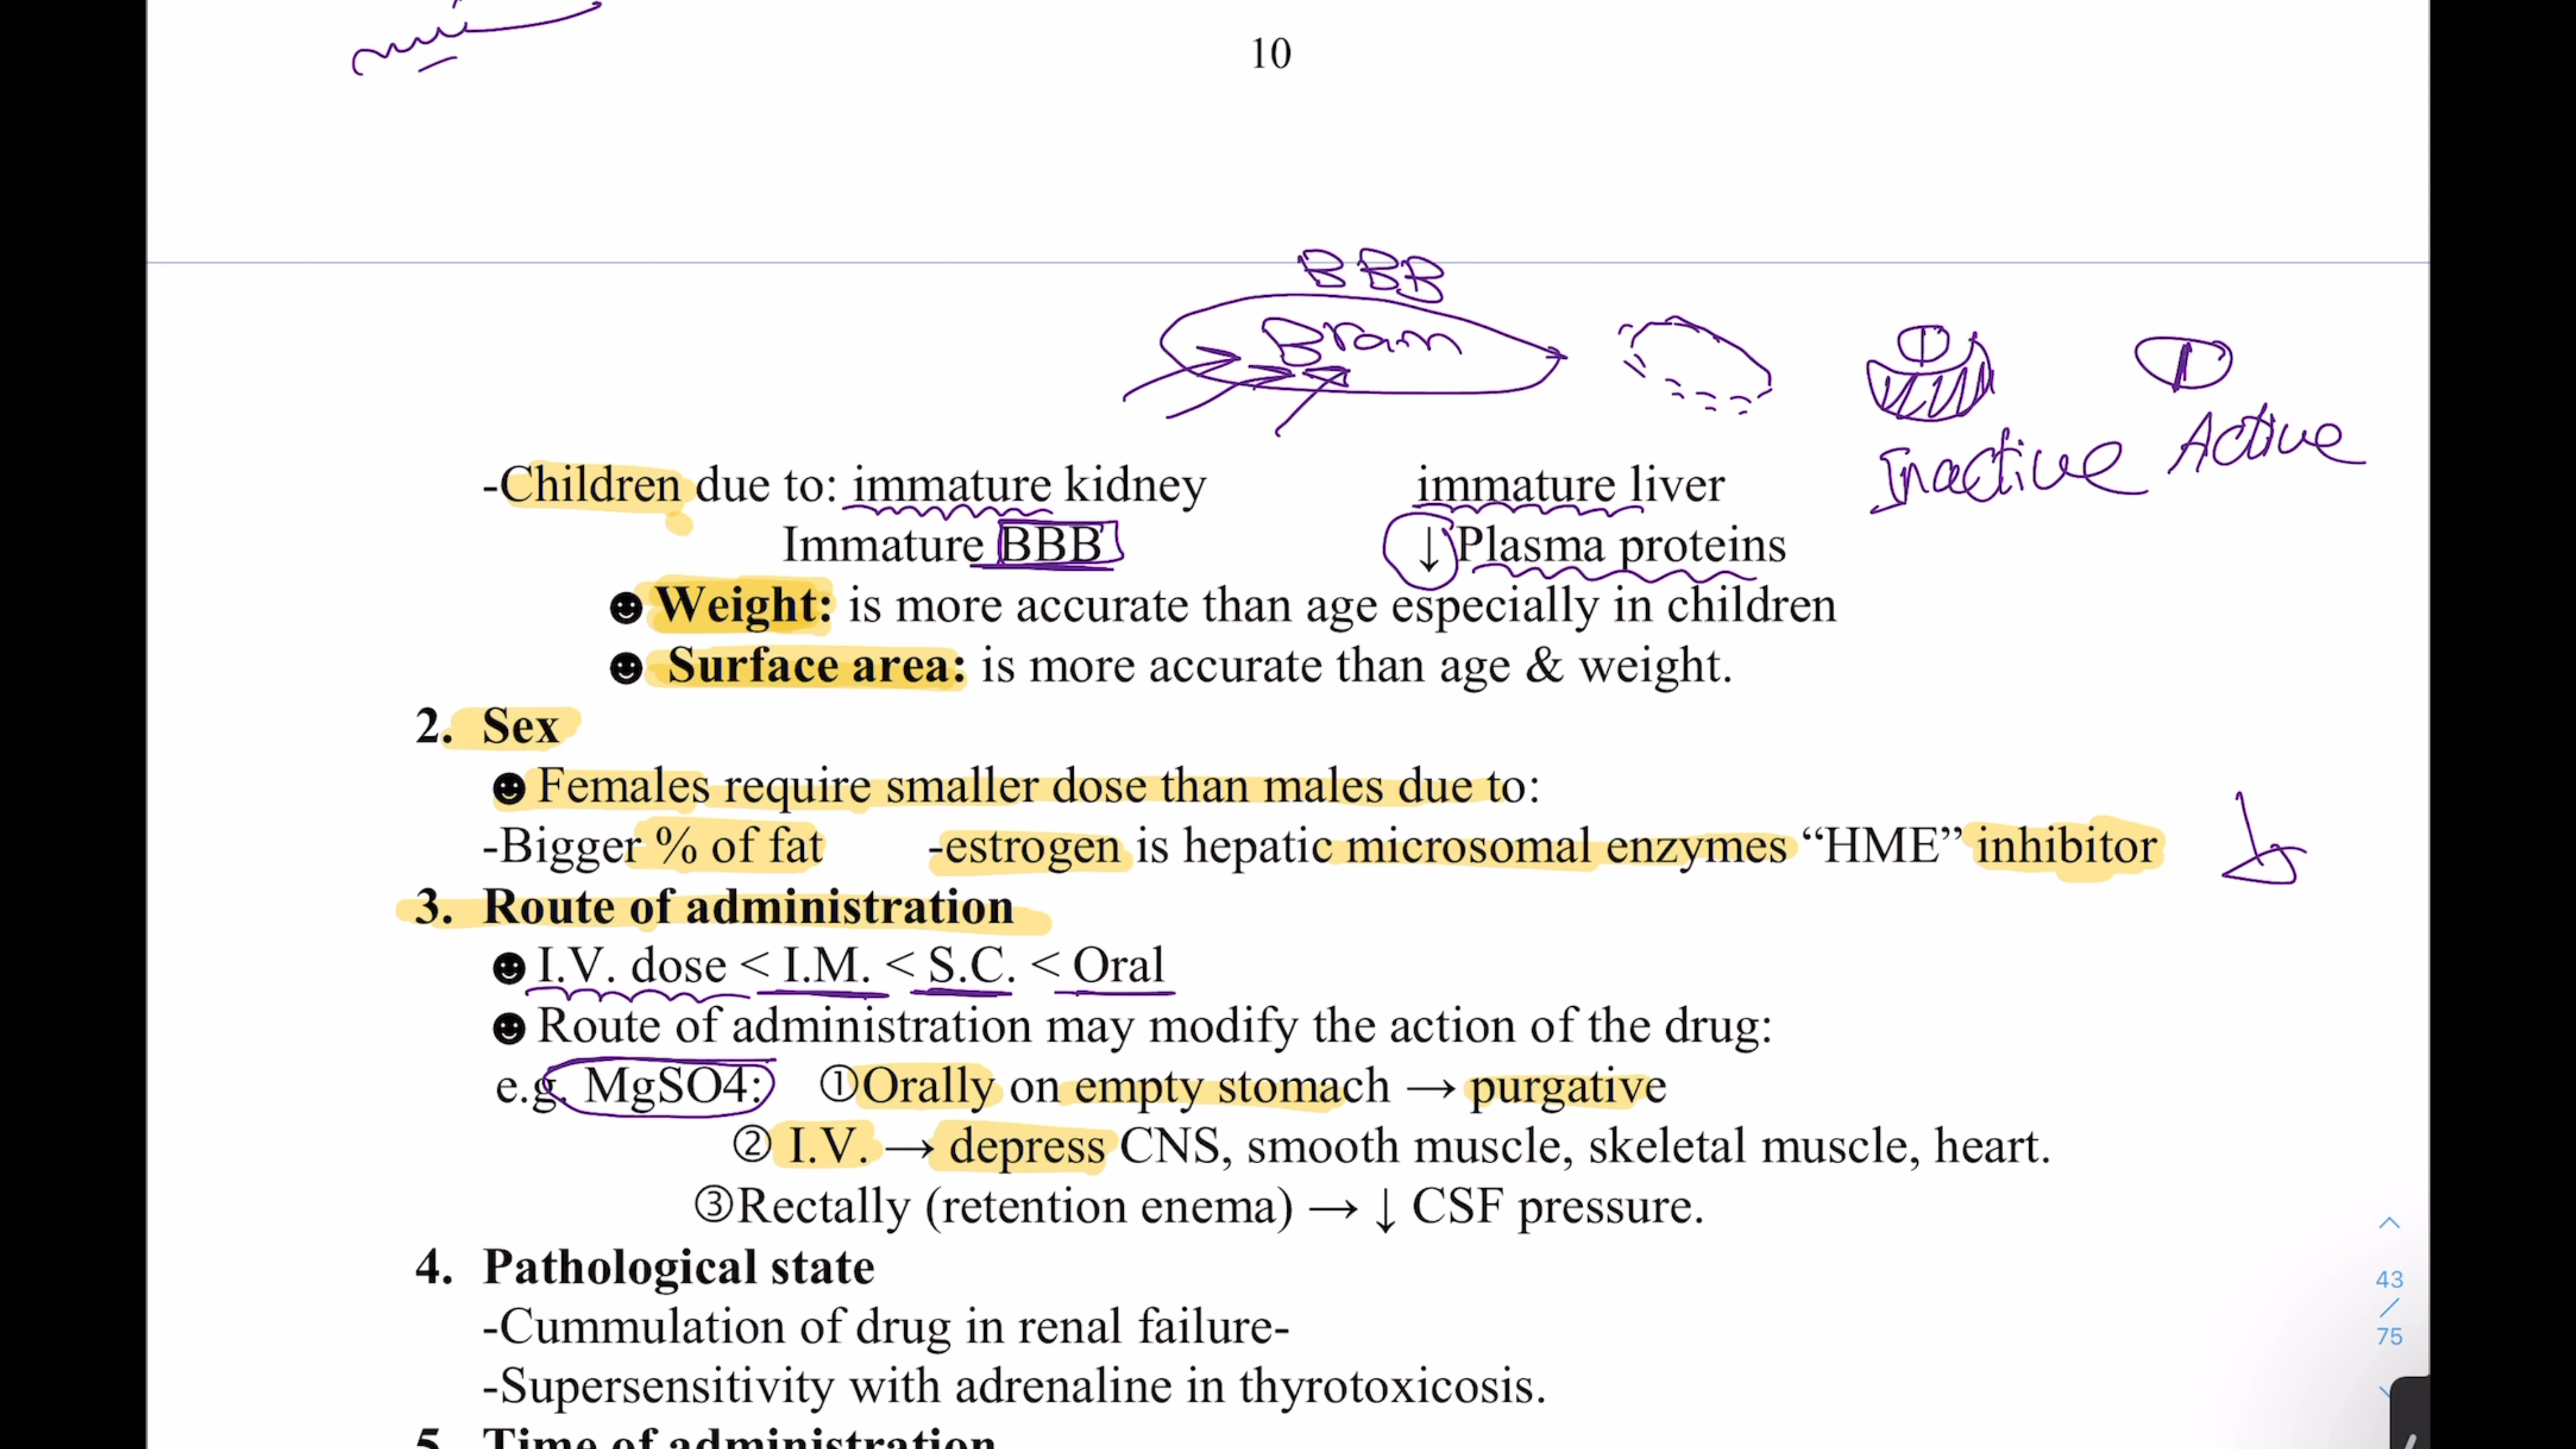 10
BBB
Brain
Inactive Active
-Children due to: immature kidney immature liver
Immature BBB ↓ Plasma proteins
☻ Weight: is more accurate than age especially in children
☻ Surface area: is more accurate than age & weight.
2. Sex
☻ Females require smaller dose than males due to:
-Bigger % of fat -estrogen is hepatic microsomal enzymes “HME” inhibitor
3. Route of administration
☻ I.V. dose < I.M. < S.C. < Oral
☻ Route of administration may modify the action of the drug:
e.g. MgSO4: ①Orally on empty stomach → purgative
② I.V. → depress CNS, smooth muscle, skeletal muscle, heart.
③Rectally (retention enema) → ↓ CSF pressure.
4. Pathological state
-Cummulation of drug in renal failure-
-Supersensitivity with adrenaline in thyrotoxicosis.
5. Time of administration
43
/
75